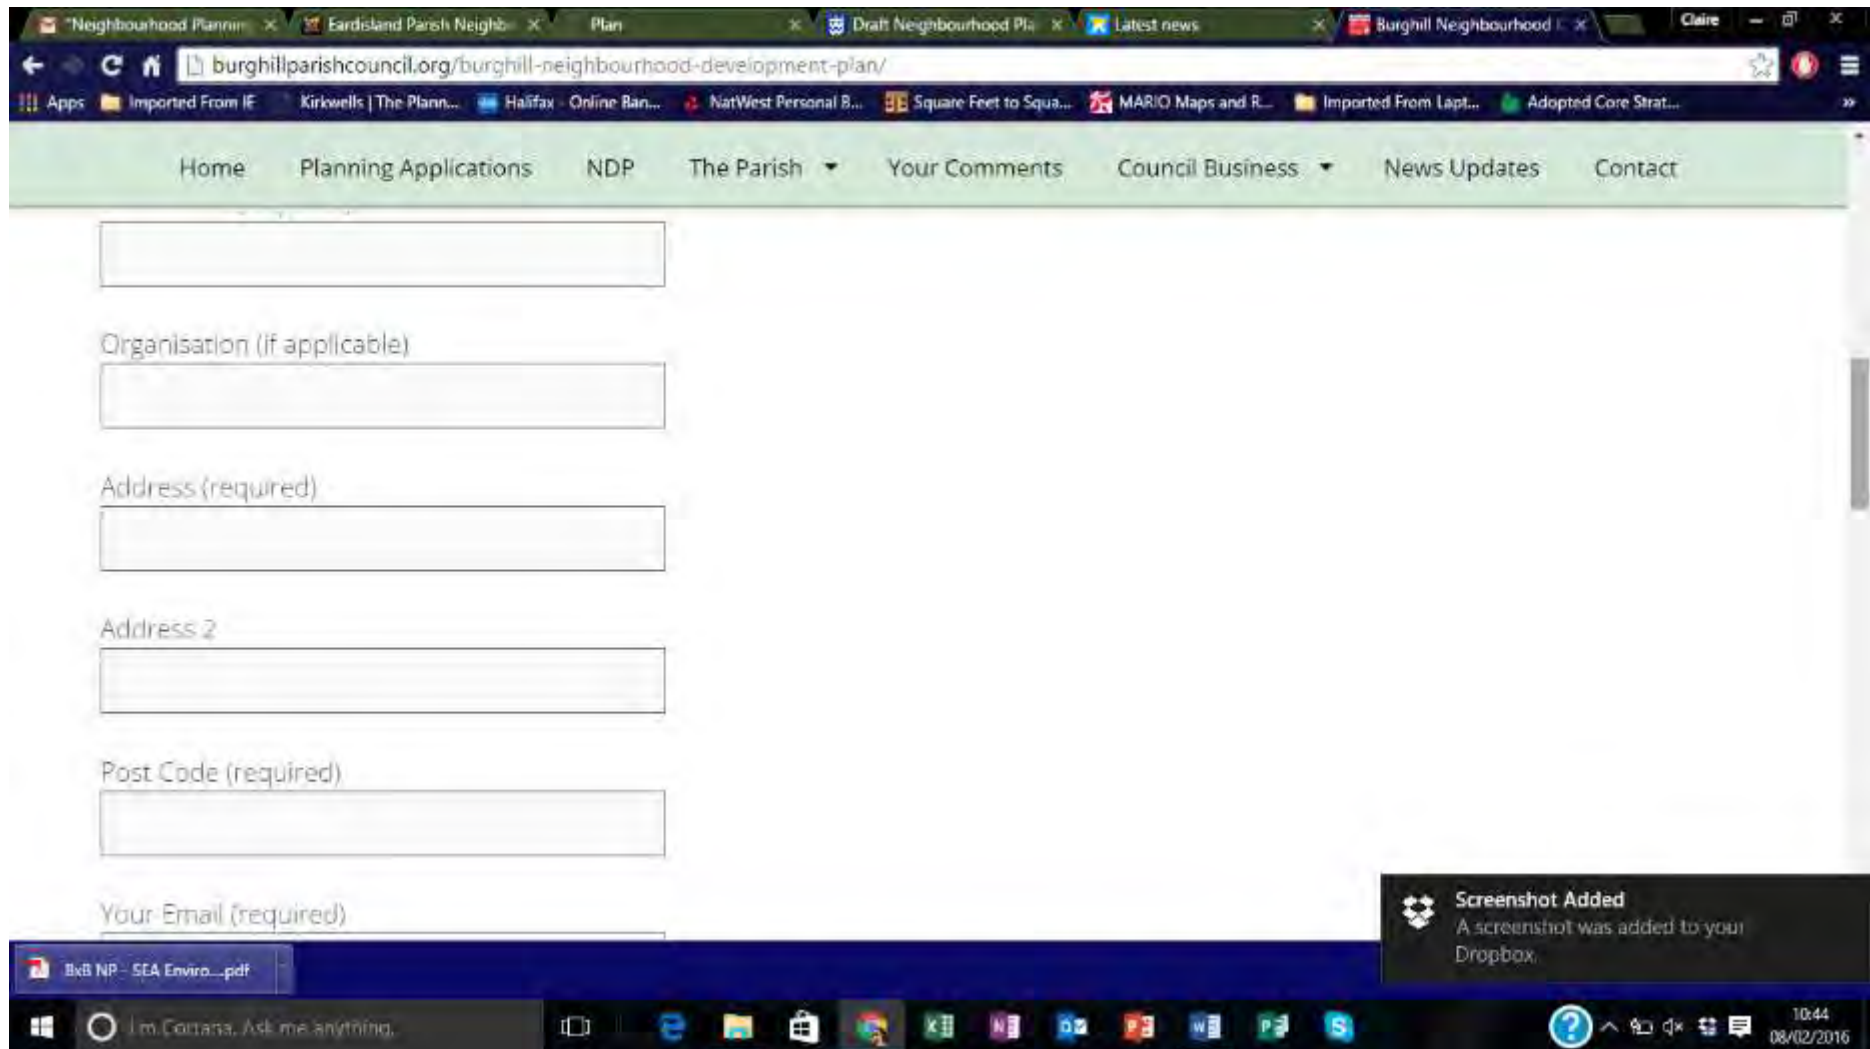 "Neighbourhood Plannin
Eardisland Parish Neighb
Plan
Draft Neighbourhood Pla
Latest news
Burghill Neighbourhood
Claire
burghillparishcouncil.org/burghill-neighbourhood-development-plan/
Apps
Imported From IE
Kirkwells | The Plann...
Halifax - Online Ban...
NatWest Personal B...
Square Feet to Squa...
MARIO Maps and R...
Imported From Lapt...
Adopted Core Strat...
Home
Planning Applications
NDP
The Parish
Your Comments
Council Business
News Updates
Contact
Organisation (if applicable)
Address (required)
Address 2
Post Code (required)
Your Email (required)
Screenshot Added
A screenshot was added to your
Dropbox.
BxB NP - SEA Enviro....pdf
I'm Cortana. Ask me anything.
10:44
08/02/2016